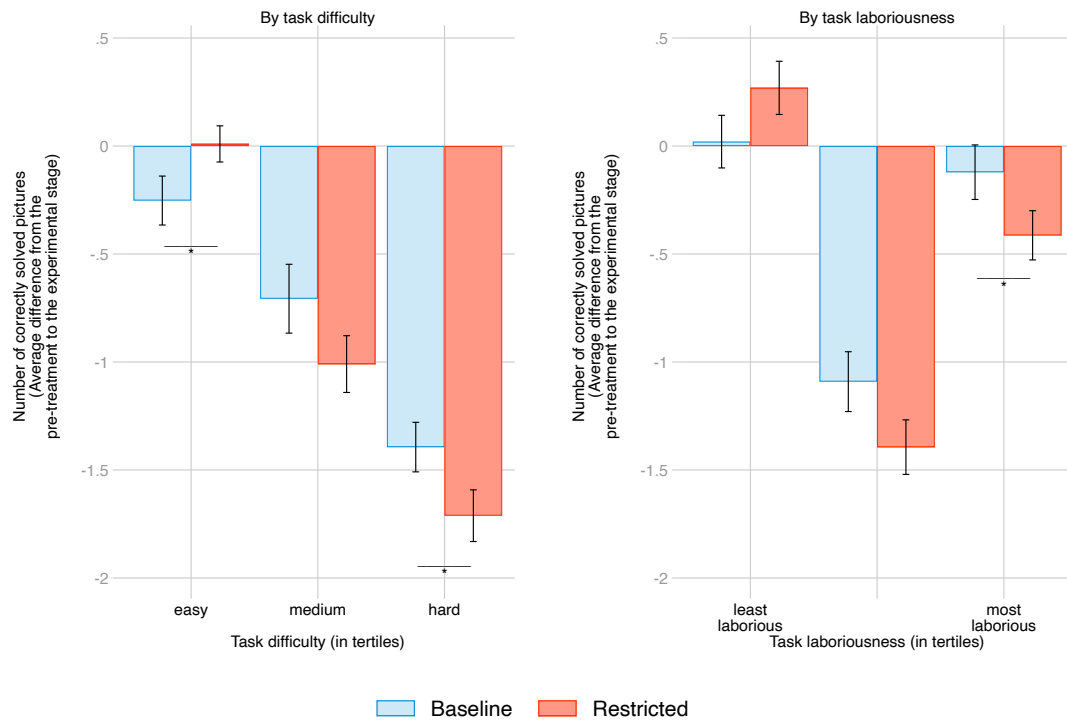 By task difficulty
Number of correctly solved pictures
(Average difference from the
pre-treatment to the experimental stage)
.5
0
-.5
-1
-1.5
-2
*
*
easy medium hard
Task difficulty (in tertiles)
By task laboriousness
Number of correctly solved pictures
(Average difference from the
pre-treatment to the experimental stage)
.5
0
-.5
-1
-1.5
-2
*
least
laborious
most
laborious
Task laboriousness (in tertiles)
Baseline Restricted